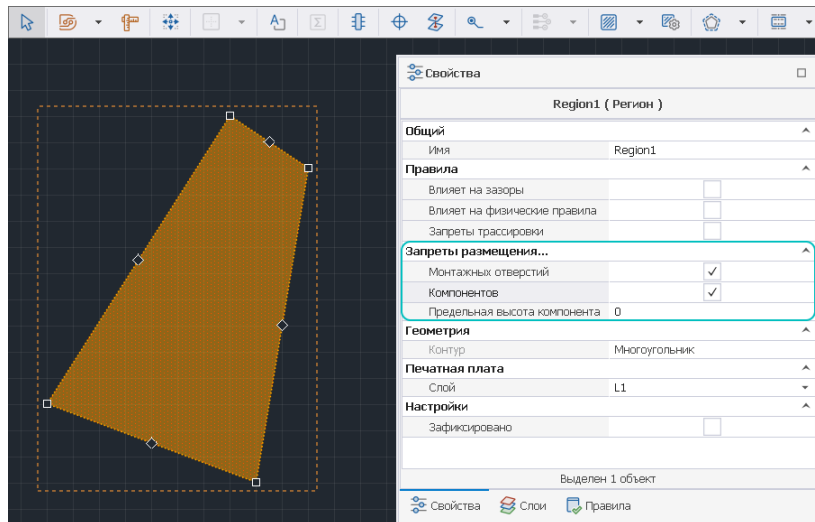 Свойства
Region1 ( Регион )
Общий
Имя Region1
Правила
Влияет на зазоры
Влияет на физические правила
Запреты трассировки
Запреты размещения...
Монтажных отверстий
Компонентов
Предельная высота компонента 0
Геометрия
Контур Многоугольник
Печатная плата
Слой L1
Настройки
Зафиксировано
Выделен 1 объект
Свойства Слои Правила